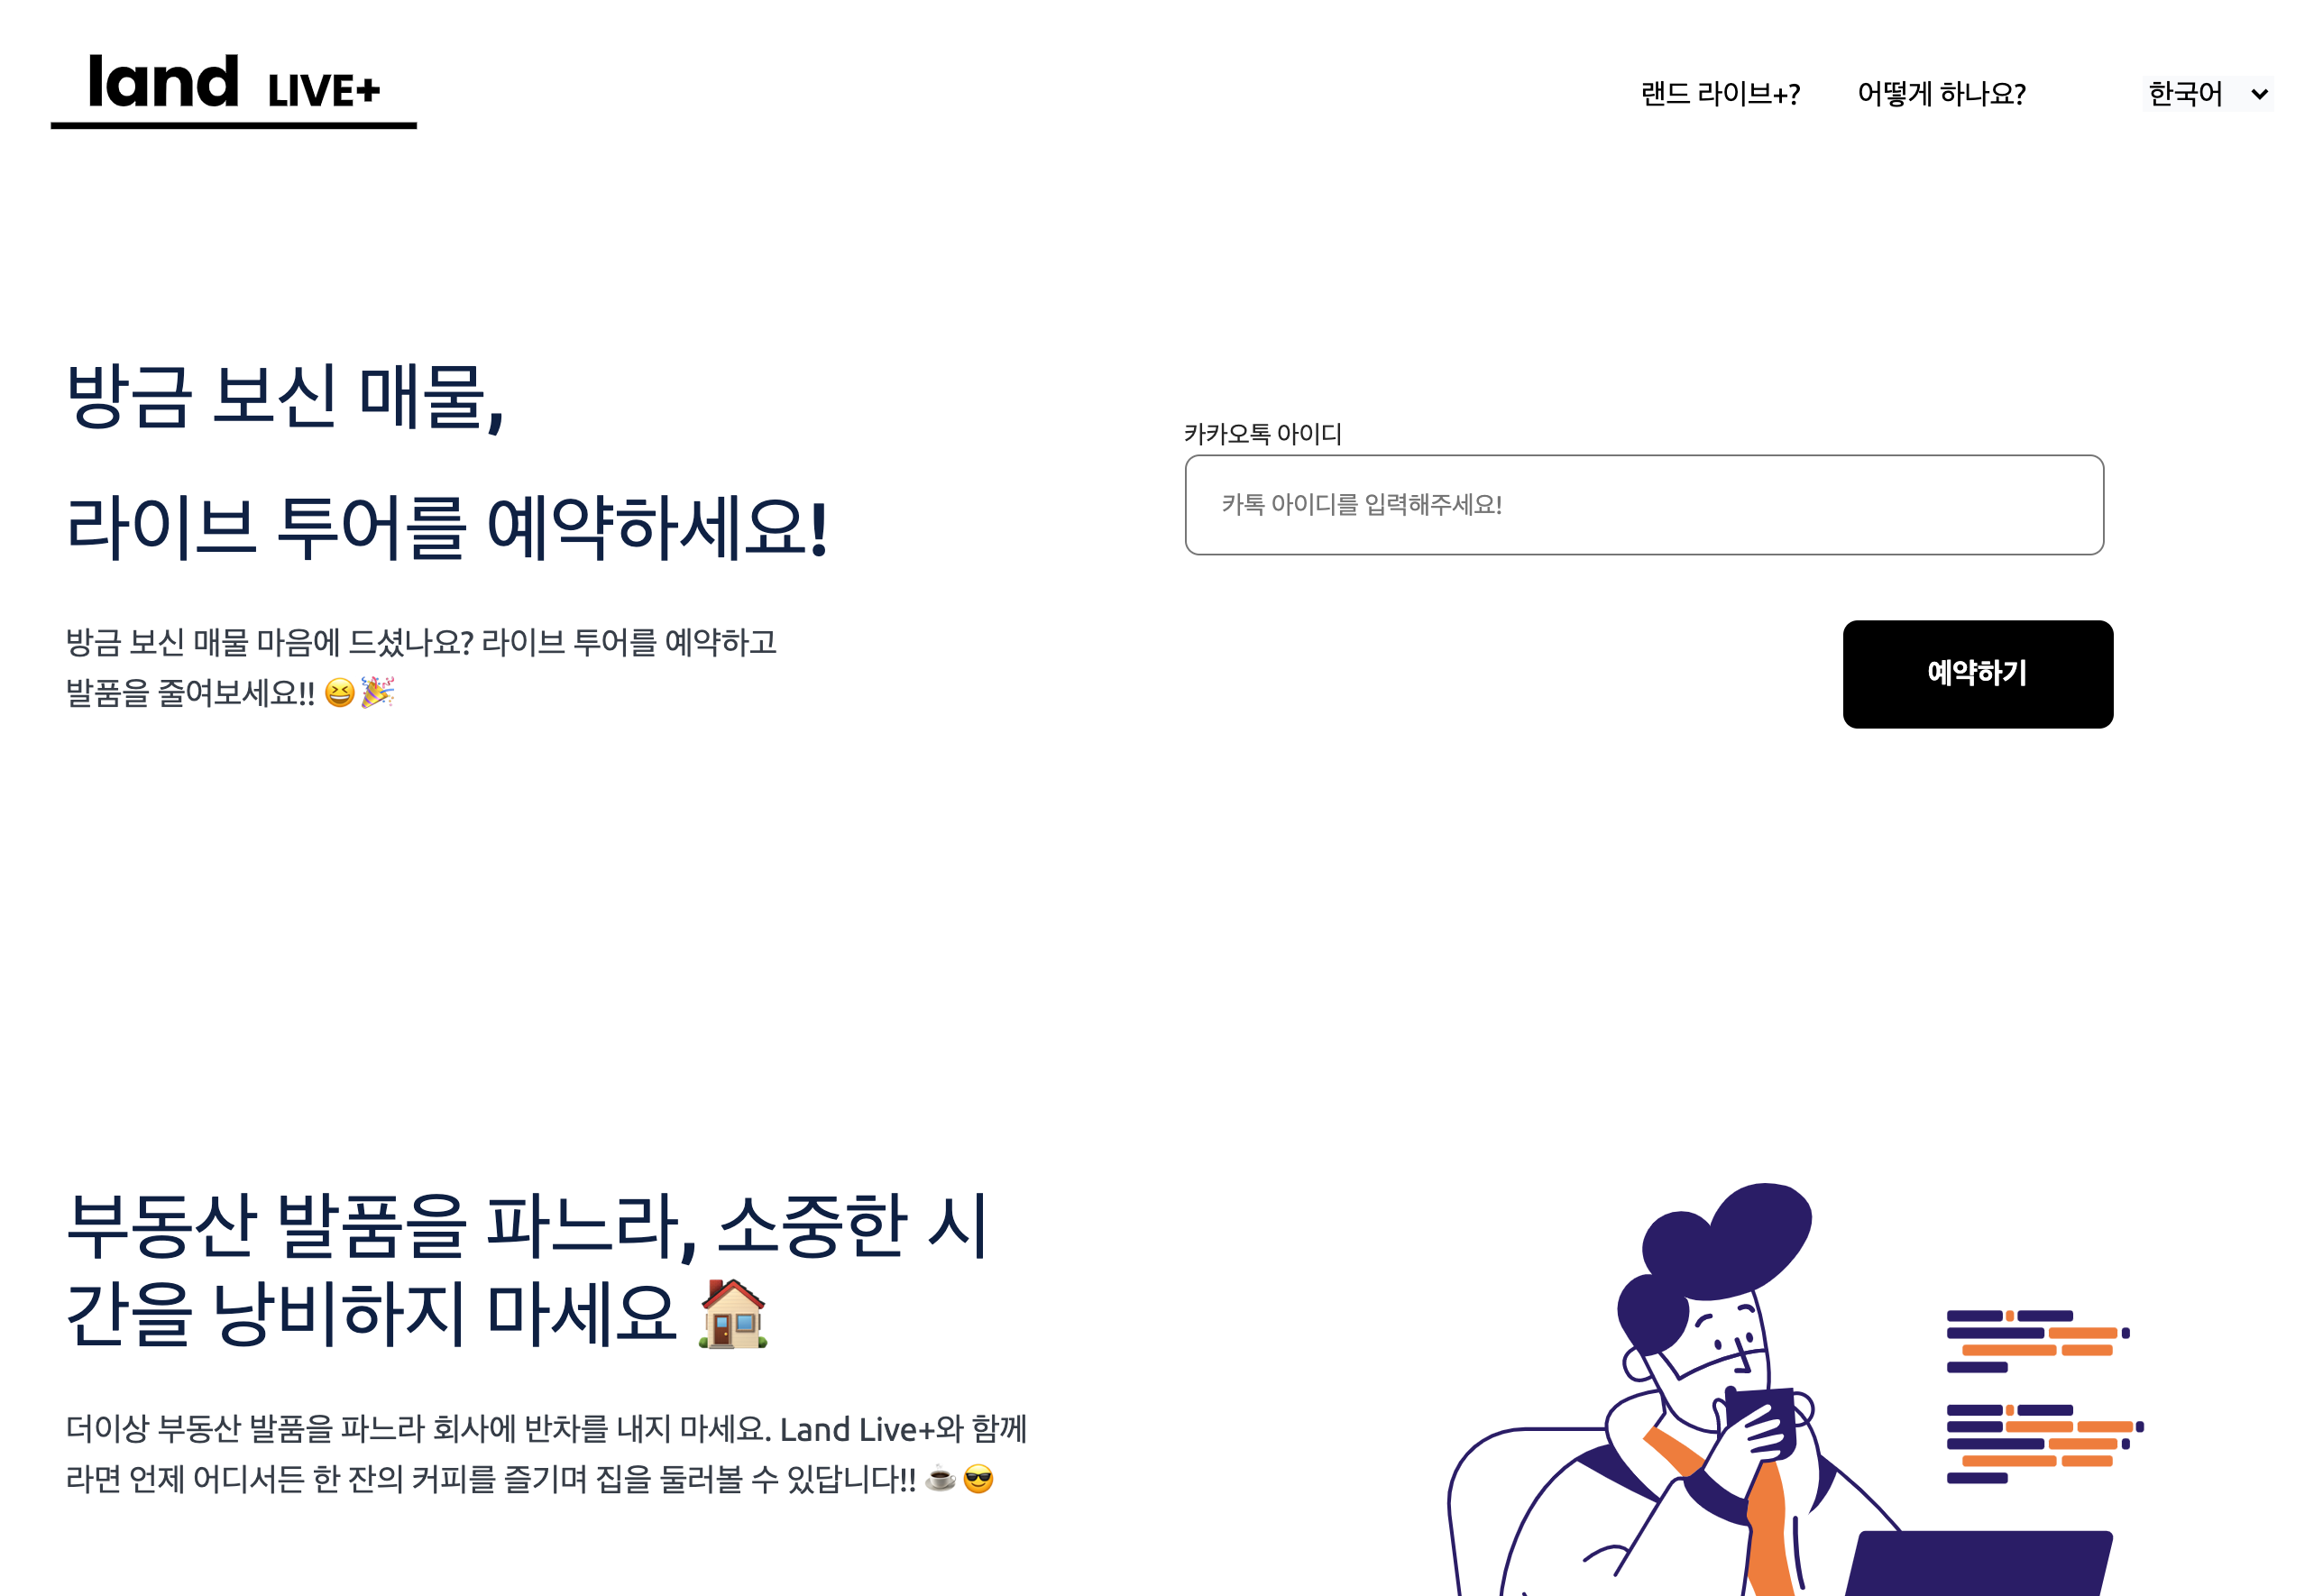 land LIVE+
랜드 라이브+? 어떻게 하나요? 한국어
방금 보신 매물,
라이브 투어를 예약하세요!
방금 보신 매물 마음에 드셨나요? 라이브 투어를 예약하고
발품을 줄여보세요!! 😆🎉
카카오톡 아이디
카톡 아이디를 입력해주세요!
예약하기
부동산 발품을 파느라, 소중한 시
간을 낭비하지 마세요 🏠
더이상 부동산 발품을 파느라 회사에 반차를 내지 마세요. Land Live+와 함께
라면 언제 어디서든 한 잔의 커피를 즐기며 집을 둘러볼 수 있답니다!! ☕😎